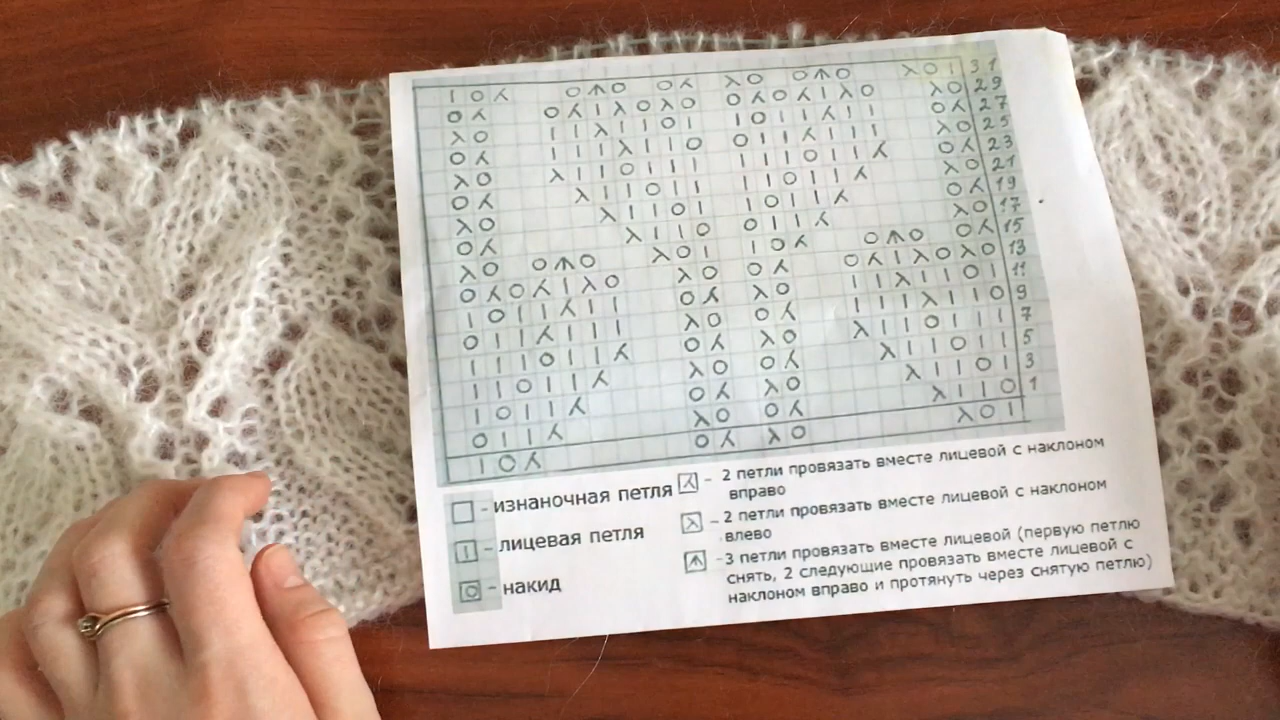 31
29
27
25
23
21
19
17
15
13
11
9
7
5
3
1
- изнаночная петля
- лицевая петля
- накид
- 2 петли провязать вместе лицевой с наклоном
вправо
- 2 петли провязать вместе лицевой с наклоном
влево
-3 петли провязать вместе лицевой (первую петлю
снять, 2 следующие провязать вместе лицевой с
наклоном вправо и протянуть через снятую петлю)